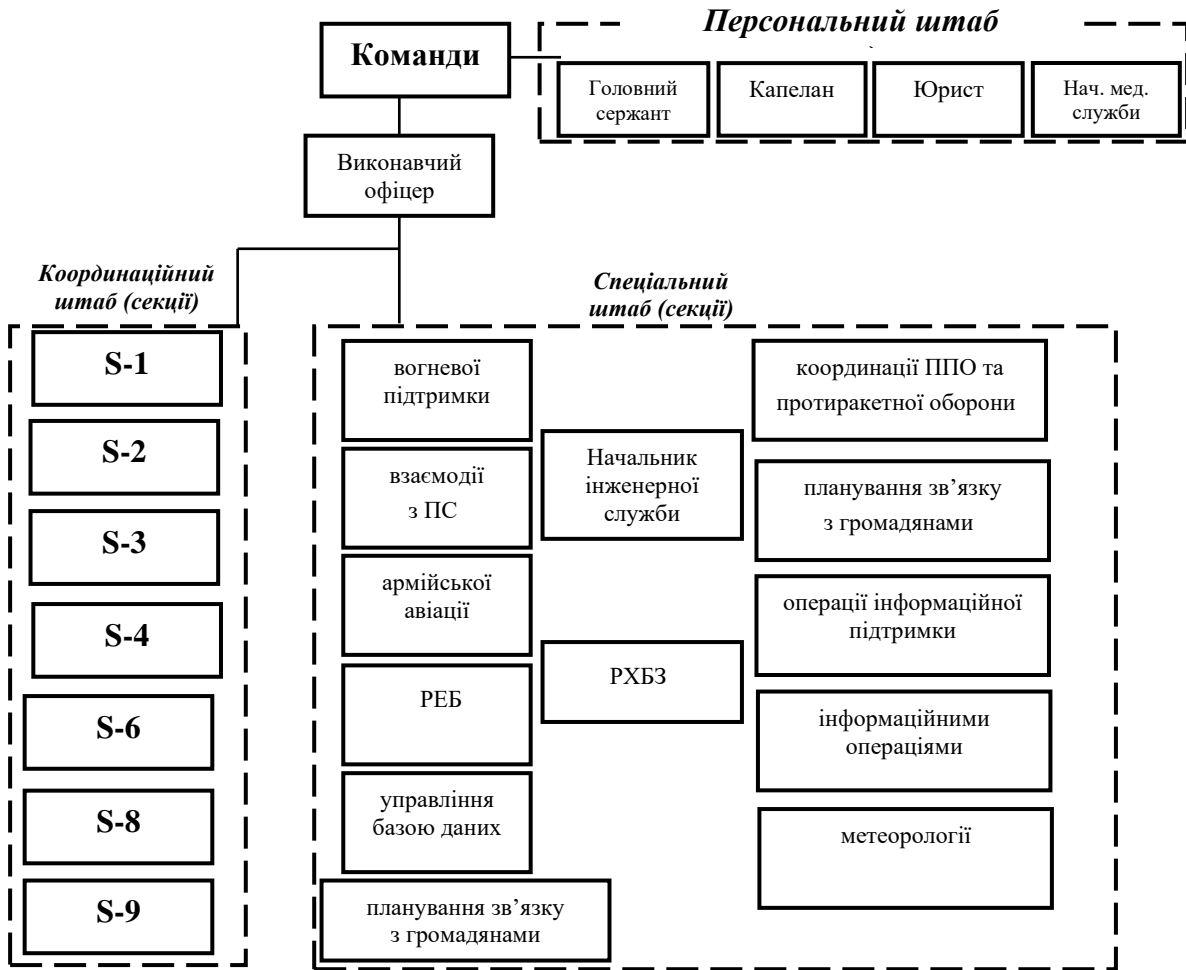 Персональний штаб
Команди
Головний
сержант
Капелан
Юрист
Нач. мед.
служби
Виконавчий
офіцер
Координаційний
штаб (секції)
S-1
S-2
S-3
S-4
S-6
S-8
S-9
Спеціальний
штаб (секції)
вогневої
підтримки
взаємодії
з ПС
армійської
авіації
РЕБ
управління
базою даних
планування зв’язку
з громадянами
Начальник
інженерної
служби
РХБЗ
координації ППО та
протиракетної оборони
планування зв’язку
з громадянами
операції інформаційної
підтримки
інформаційними
операціями
метеорології